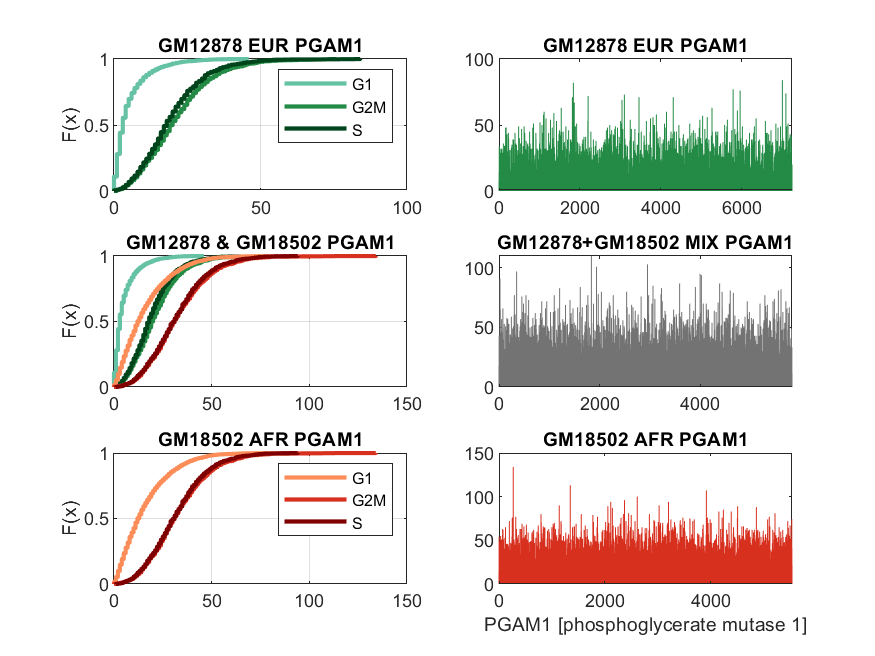 GM12878 EUR PGAM1
F(x)
1
0.5
0
0
50
100
G1
G2M
S
GM12878 EUR PGAM1
100
50
0
0
2000
4000
6000
GM12878 & GM18502 PGAM1
F(x)
1
0.5
0
0
50
100
150
GM12878+GM18502 MIX PGAM1
100
50
0
0
2000
4000
GM18502 AFR PGAM1
F(x)
1
0.5
0
0
50
100
150
G1
G2M
S
GM18502 AFR PGAM1
150
100
50
0
0
2000
4000
PGAM1 [phosphoglycerate mutase 1]